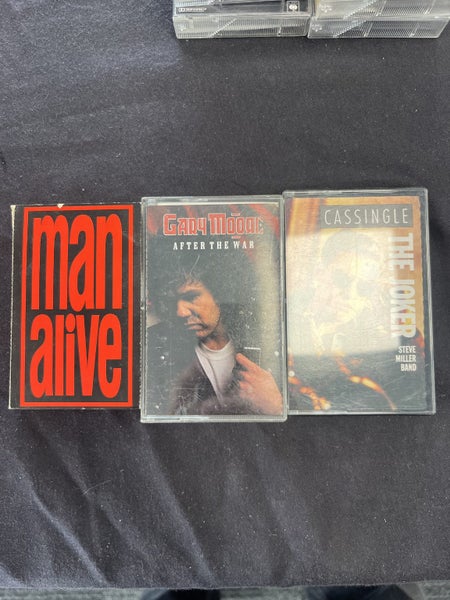 man
alive
GARY MOORE
AFTER THE WAR
CASSINGLE
THE JOKER
STEVE
MILLER
BAND